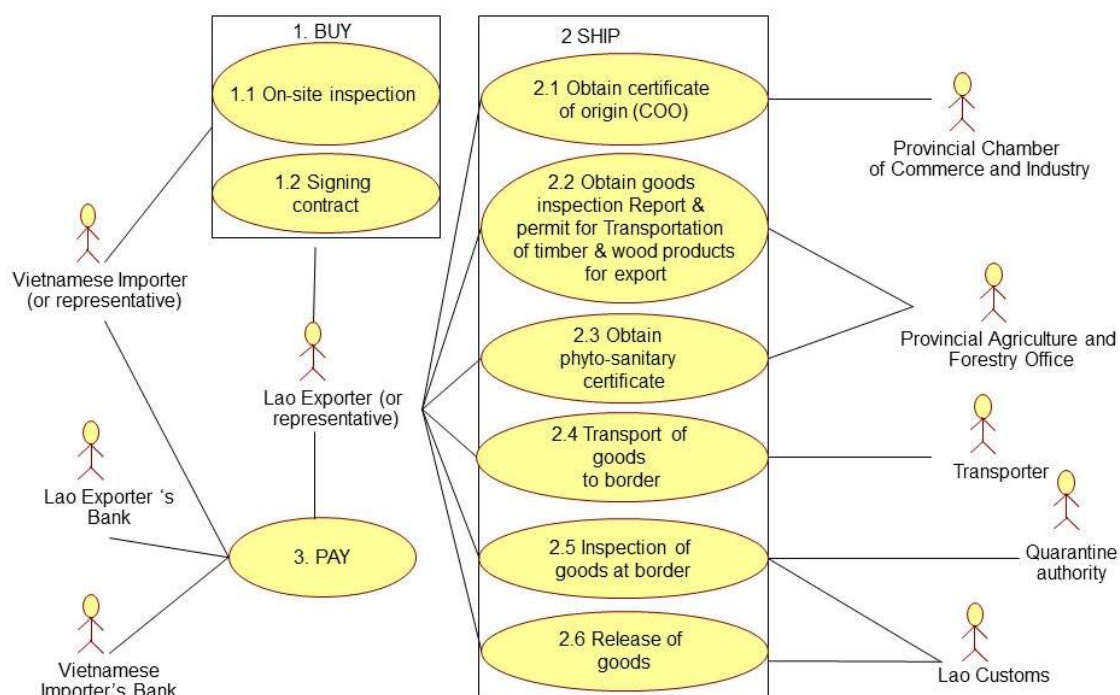 1. BUY
1.1 On-site inspection
1.2 Signing
contract
Vietnamese Importer
(or representative)
Lao Exporter (or
representative)
Lao Exporter ‘s
Bank
3. PAY
Vietnamese
Importer’s Bank
2 SHIP
2.1 Obtain certificate
of origin (COO)
2.2 Obtain goods
inspection Report &
permit for Transportation
of timber & wood products
for export
2.3 Obtain
phyto-sanitary
certificate
2.4 Transport of
goods
to border
2.5 Inspection of
goods at border
2.6 Release of
goods
Provincial Chamber
of Commerce and Industry
Provincial Agriculture and
Forestry Office
Transporter
Quarantine
authority
Lao Customs